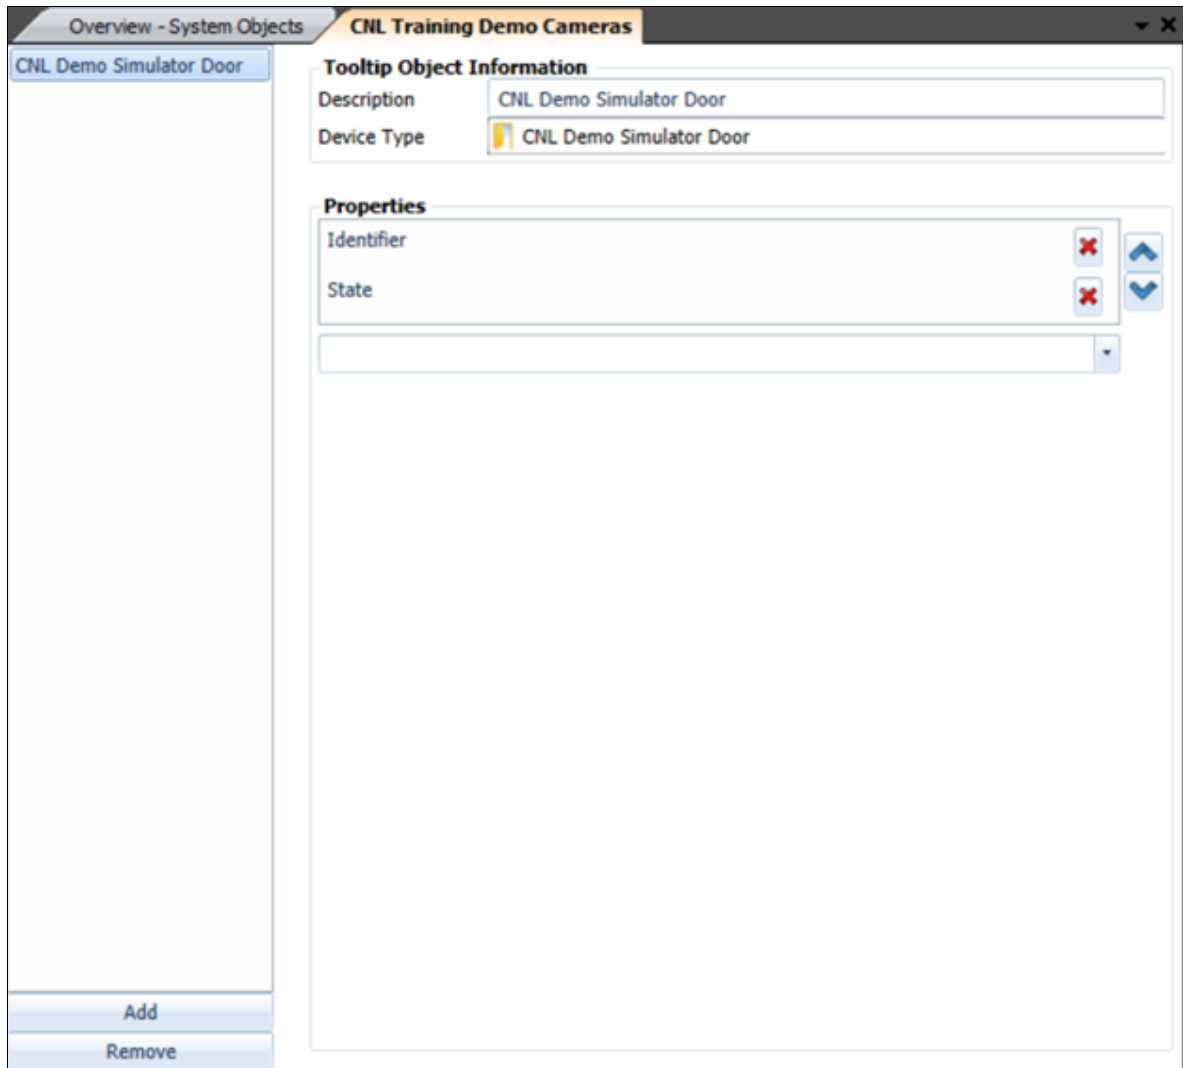 Overview - System Objects
CNL Training Demo Cameras
CNL Demo Simulator Door
Tooltip Object Information
Description
CNL Demo Simulator Door
Device Type
CNL Demo Simulator Door
Properties
Identifier
State
Add
Remove